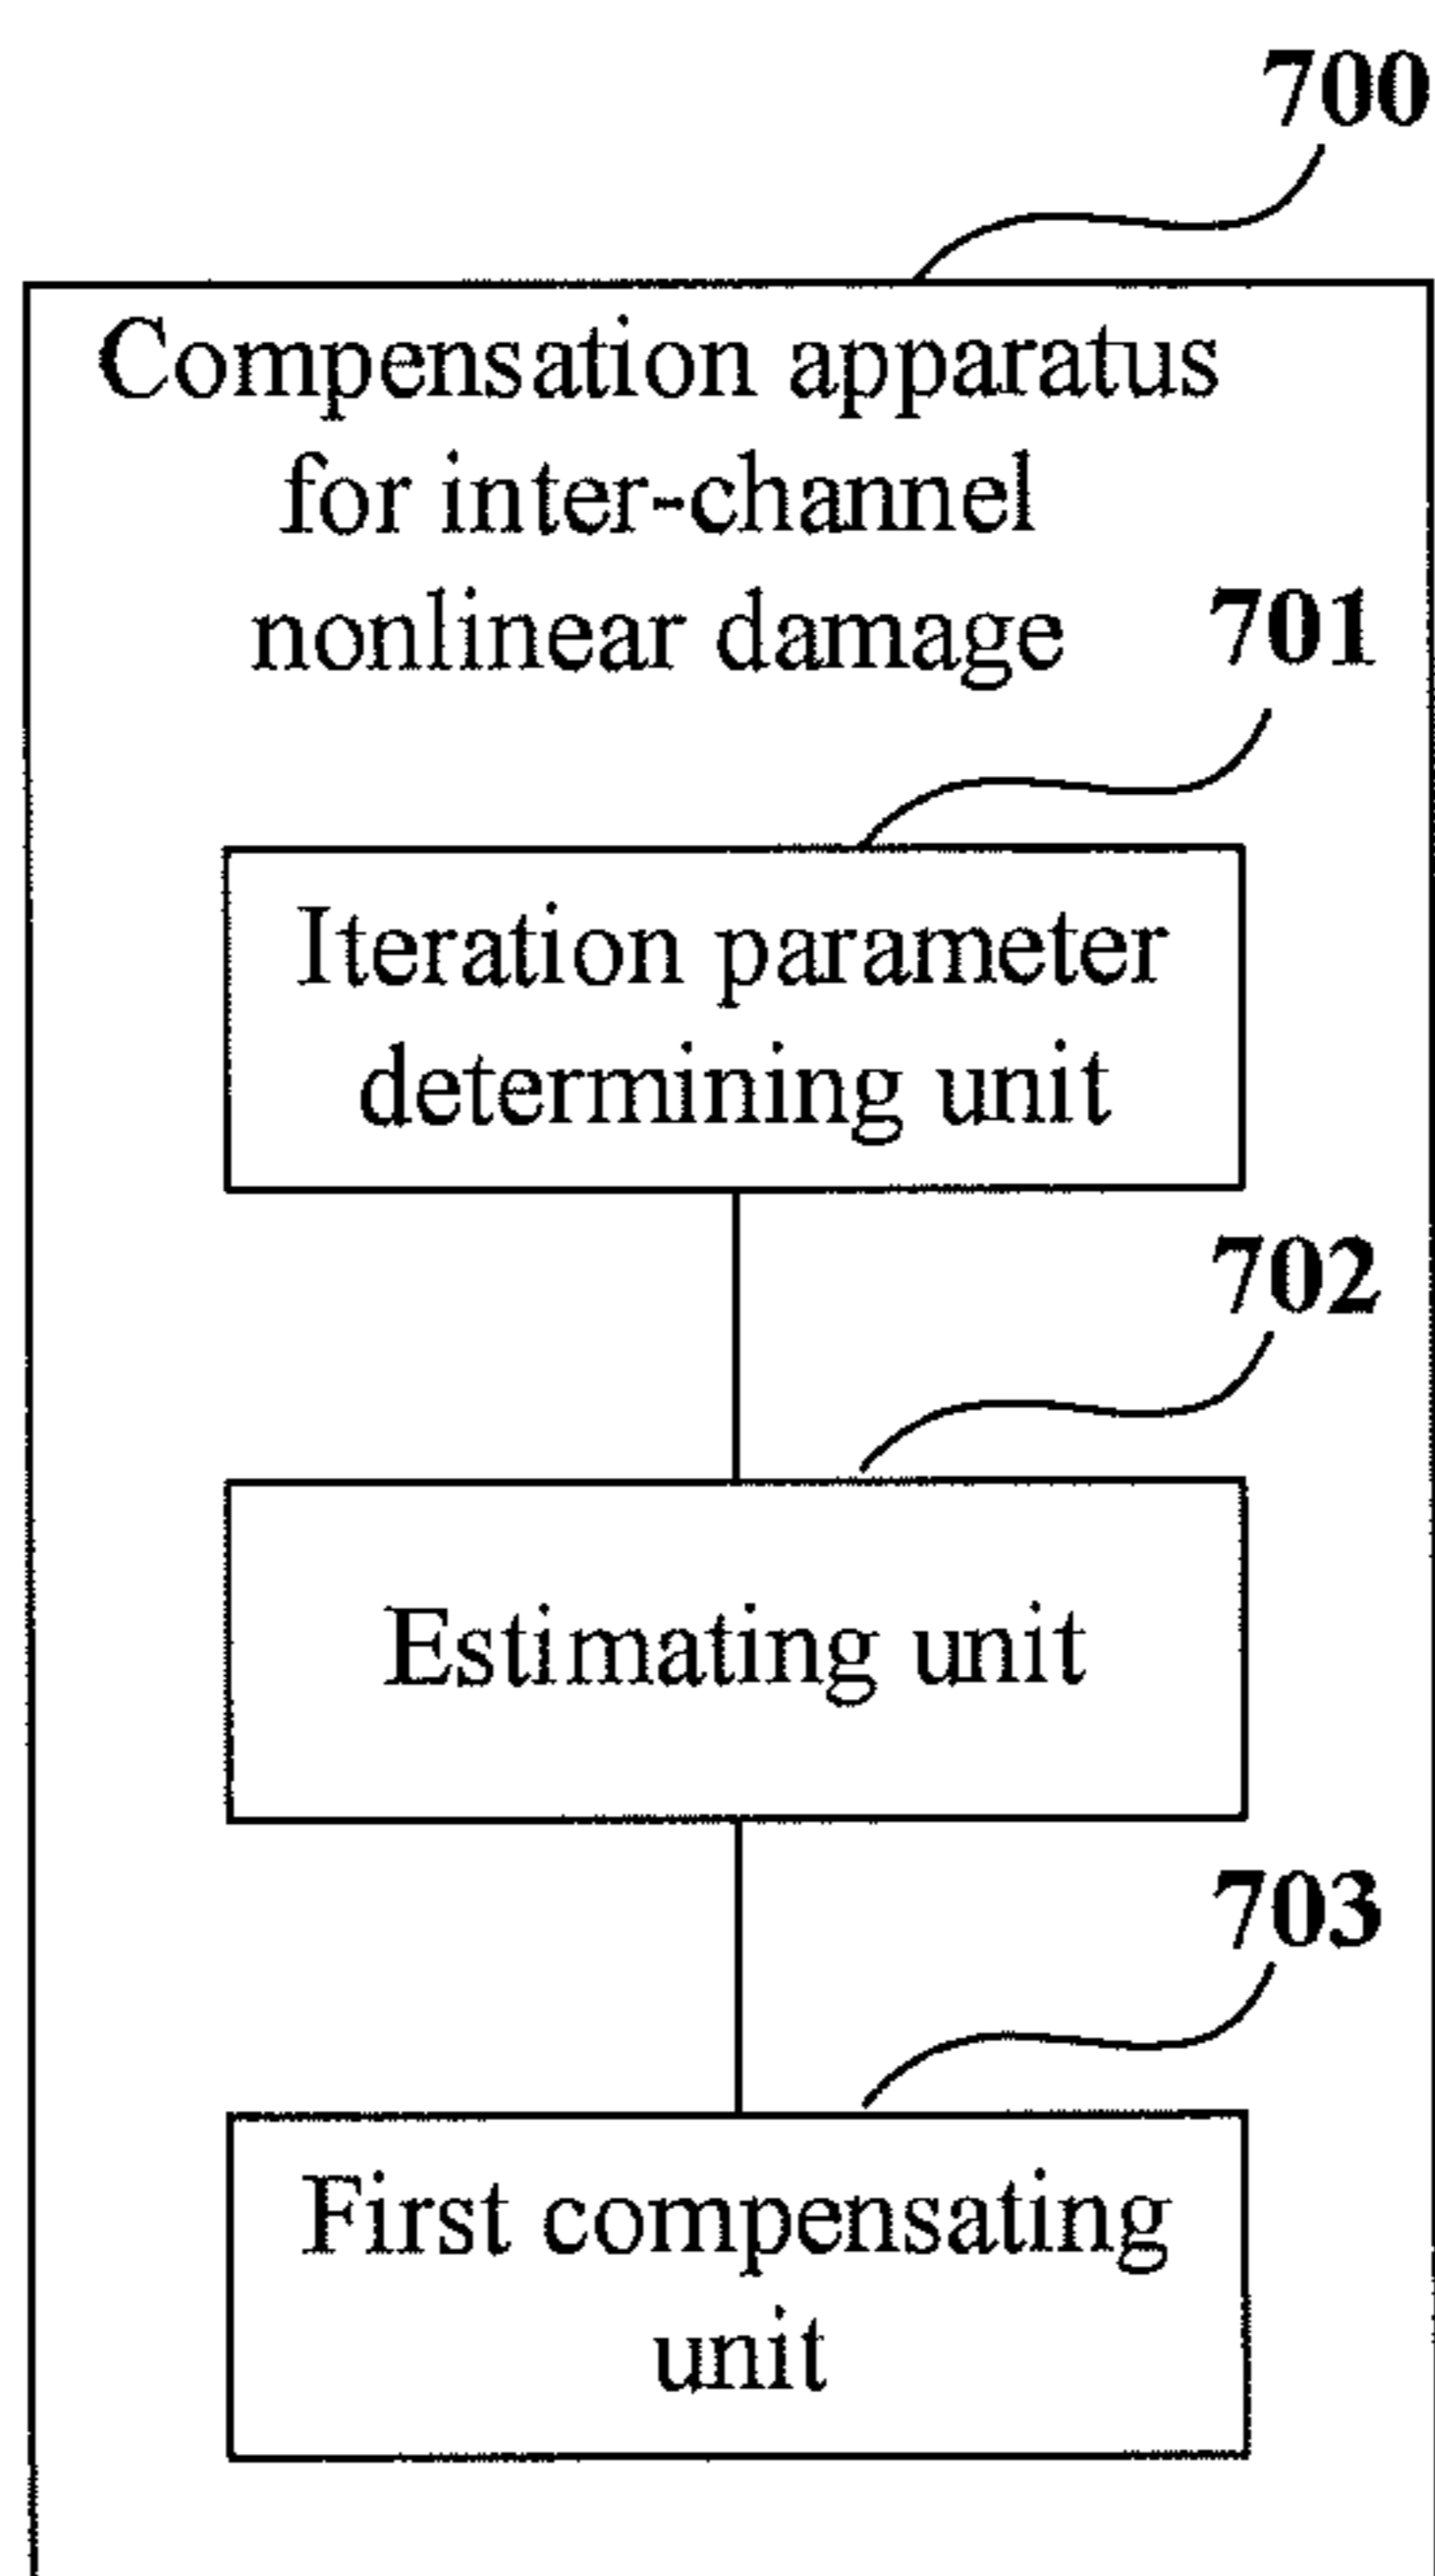 700
Compensation apparatus
for inter-channel
nonlinear damage
701
Iteration parameter
determining unit
702
Estimating unit
703
First compensating
unit